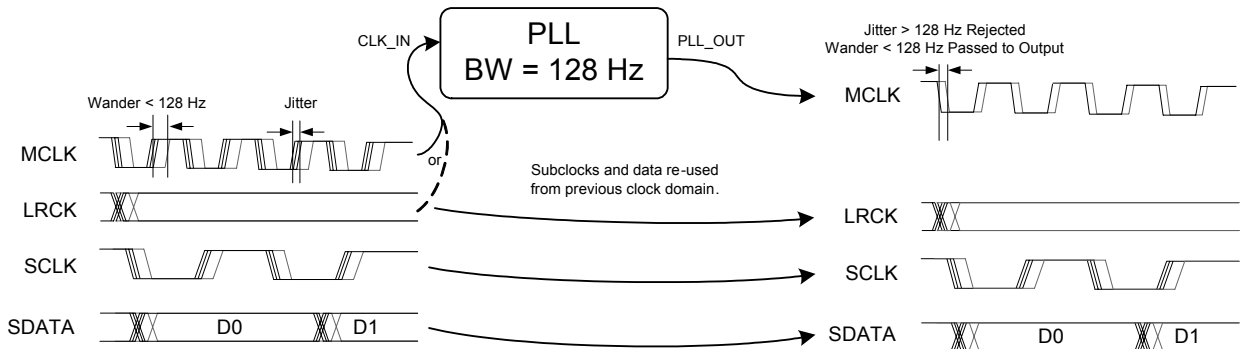 CLK_IN
PLL
BW = 128 Hz
PLL_OUT
Jitter > 128 Hz Rejected
Wander < 128 Hz Passed to Output
Wander < 128 Hz
Jitter
MCLK
or
LRCK
SCLK
SDATA
D0
D1
Subclocks and data re-used
from previous clock domain.
MCLK
LRCK
SCLK
SDATA
D0
D1